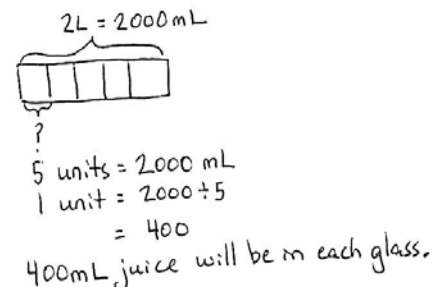 2L = 2000mL
?
5 units = 2000 mL
1 unit = 2000÷5
= 400
400mL juice will be in each glass.